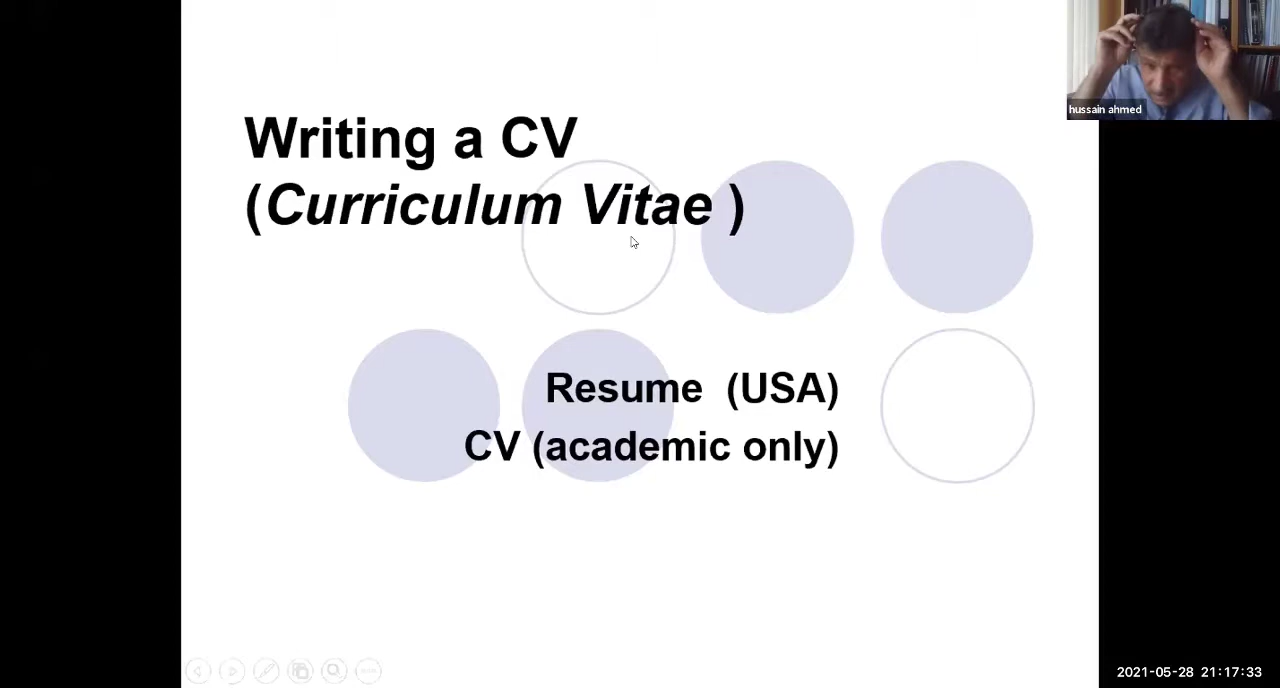 Writing a CV
(Curriculum Vitae )
Resume  (USA)
CV (academic only)
hussain ahmed
2021-05-28 21:17:33